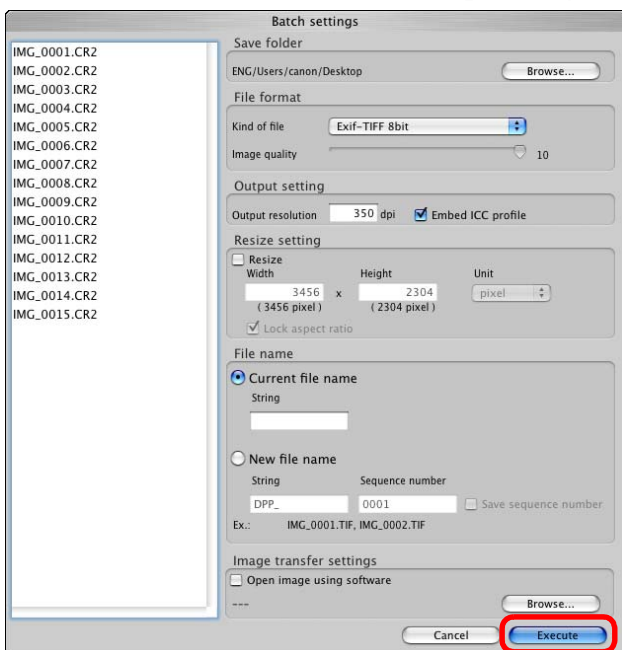 Batch settings
IMG_0001.CR2
IMG_0002.CR2
IMG_0003.CR2
IMG_0004.CR2
IMG_0005.CR2
IMG_0006.CR2
IMG_0007.CR2
IMG_0008.CR2
IMG_0009.CR2
IMG_0010.CR2
IMG_0011.CR2
IMG_0012.CR2
IMG_0013.CR2
IMG_0014.CR2
IMG_0015.CR2
Save folder
ENG/Users/canon/Desktop Browse...
File format
Kind of file Exif-TIFF 8bit
Image quality 10
Output setting
Output resolution 350 dpi Embed ICC profile
Resize setting
Resize
Width Height Unit
3456 x 2304 pixel
(3456 pixel) (2304 pixel)
Lock aspect ratio
File name
Current file name
String
New file name
String Sequence number
DPP_ 0001 Save sequence number
Ex.: IMG_0001.TIF, IMG_0002.TIF
Image transfer settings
Open image using software
--- Browse...
Cancel Execute